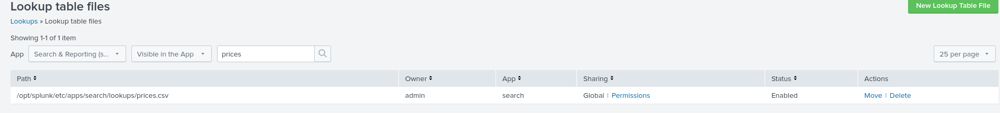 Lookup table files
New Lookup Table File
Lookups » Lookup table files
Showing 1-1 of 1 item
App Search & Reporting (s... Visible in the App prices 25 per page
Path Owner App Sharing Status Actions
/opt/splunk/etc/apps/search/lookups/prices.csv admin search Global | Permissions Enabled Move | Delete